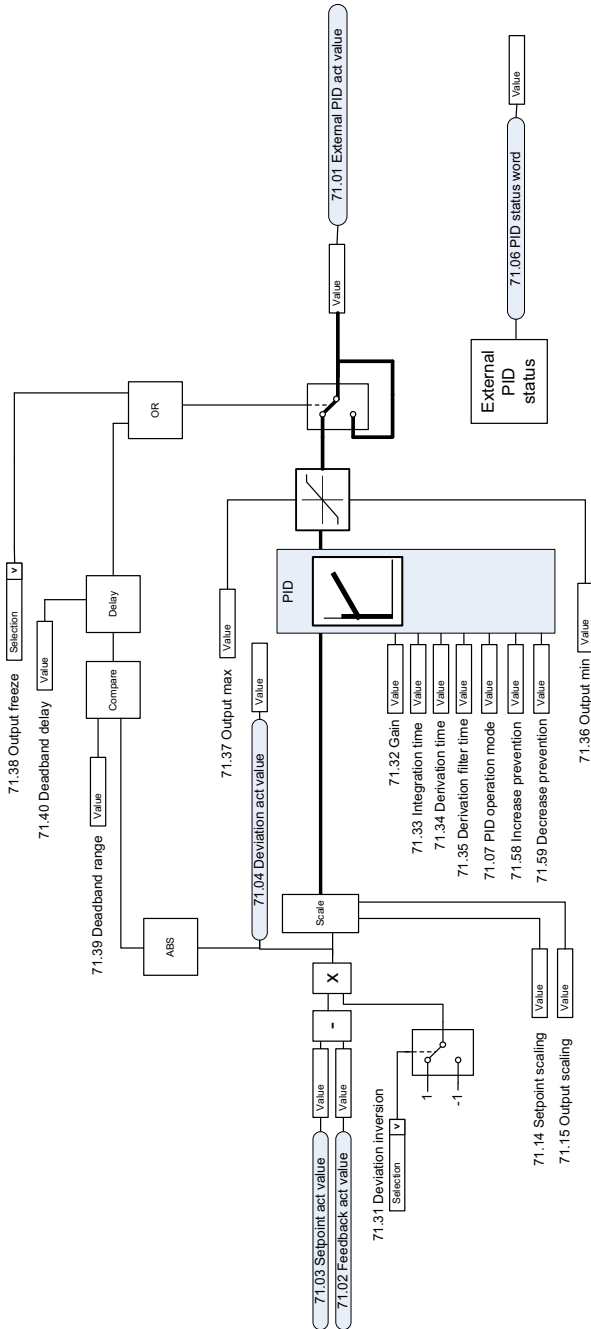 71.38 Output freeze
Selection
v
71.40 Deadband delay
Value
71.39 Deadband range
Value
Compare
Delay
OR
ABS
71.04 Deviation act value
Value
71.37 Output max
Value
71.03 Setpoint act value
Value
71.02 Feedback act value
Value
-
X
Scale
PID
Value
71.01 External PID act value
71.31 Deviation inversion
Selection
v
1
-1
71.14 Setpoint scaling
Value
71.15 Output scaling
Value
71.32 Gain
Value
71.33 Integration time
Value
71.34 Derivation time
Value
71.35 Derivation filter time
Value
71.07 PID operation mode
Value
71.58 Increase prevention
Value
71.59 Decrease prevention
Value
71.36 Output min
Value
External
PID
status
71.06 PID status word
Value